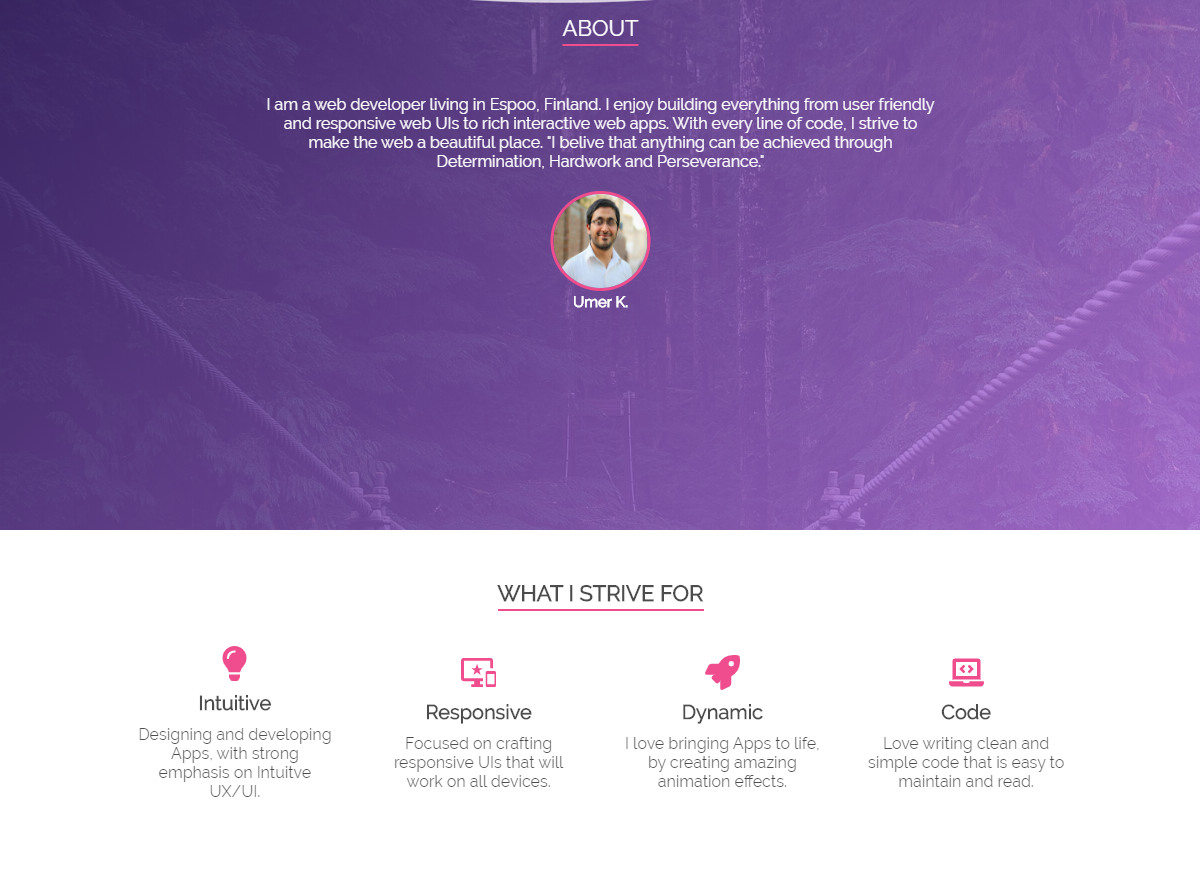 ABOUT
I am a web developer living in Espoo, Finland. I enjoy building everything from user friendly
and responsive web UIs to rich interactive web apps. With every line of code, I strive to
make the web a beautiful place. "I belive that anything can be achieved through
Determination, Hardwork and Perseverance."
Umer K.
WHAT I STRIVE FOR
Intuitive
Designing and developing
Apps, with strong
emphasis on Intuitve
UX/UI.
Responsive
Focused on crafting
responsive UIs that will
work on all devices.
Dynamic
I love bringing Apps to life,
by creating amazing
animation effects.
Code
Love writing clean and
simple code that is easy to
maintain and read.